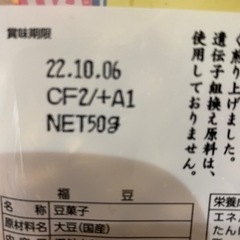 賞味期限
22.10.06
CF2/+A1
NET50g
く煎り上げました。
遺伝子組換え原料は、
使用しておりません。
福豆
名称 豆菓子
原材料名 大豆(国産)
栄養成
エネル
たんぱ